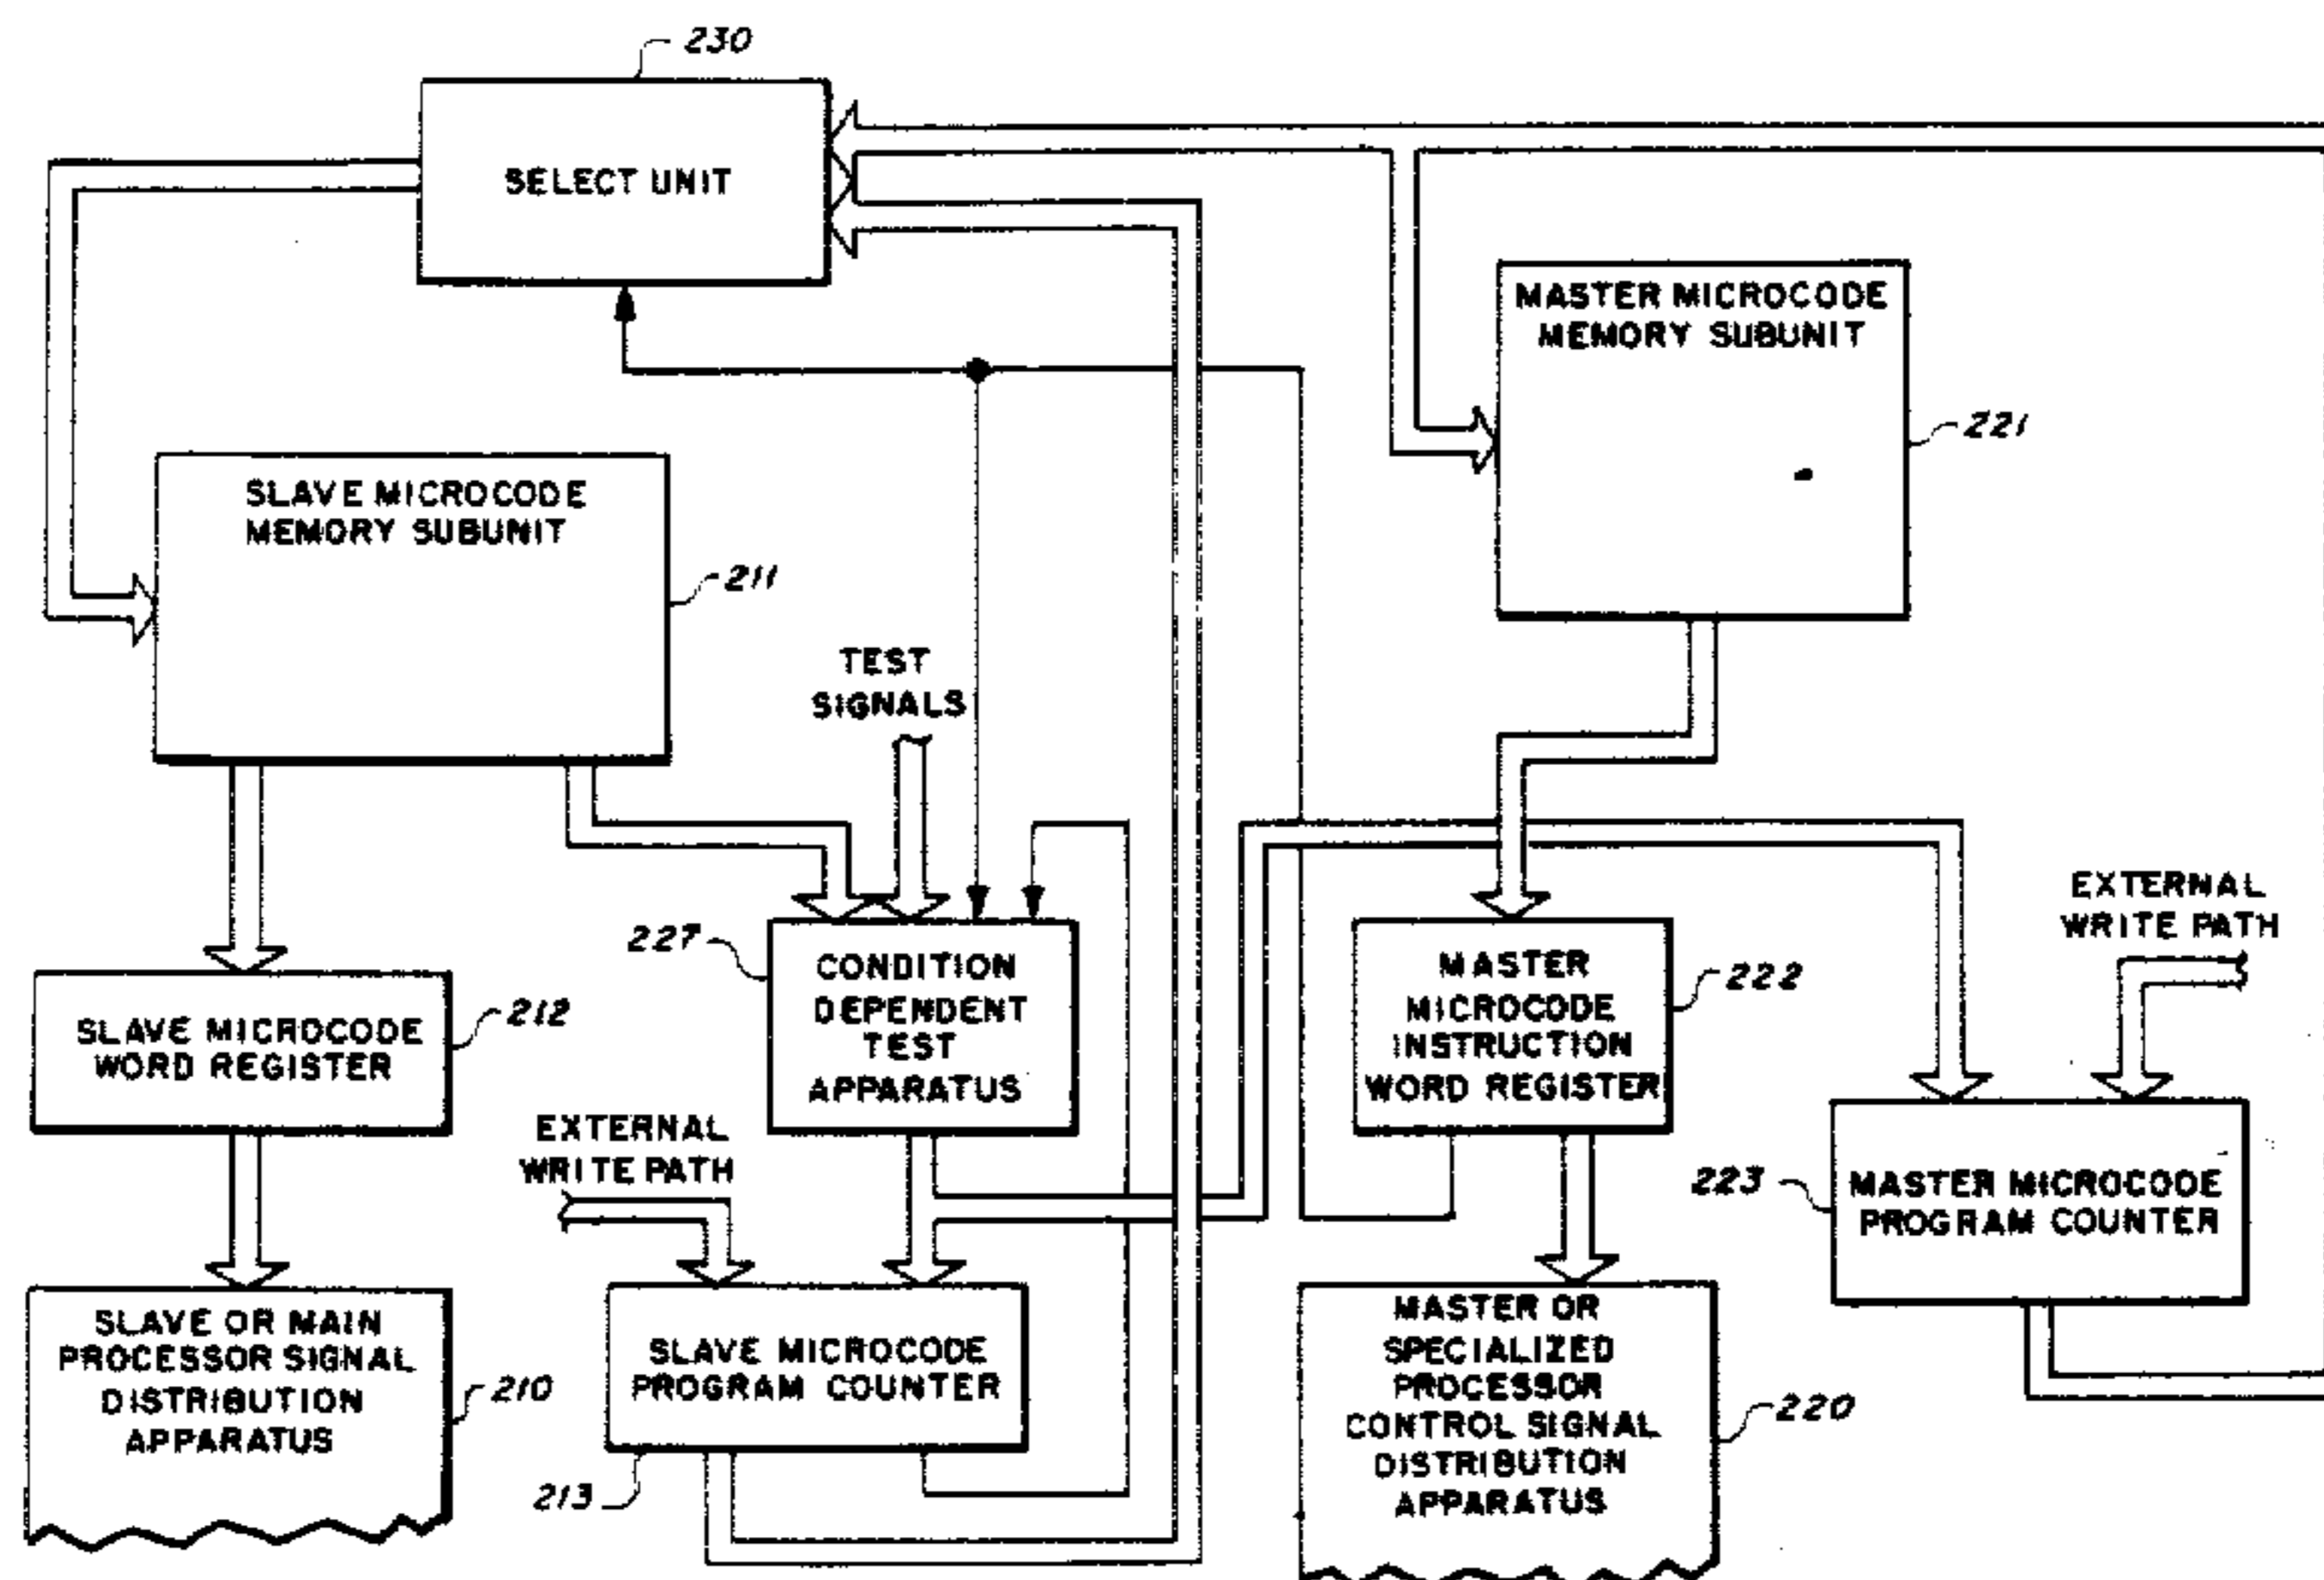 230
SELECT UNIT
MASTER MICROCODE
MEMORY SUBUNIT
221
SLAVE MICROCODE
MEMORY SUBUNIT
211
TEST
SIGNALS
EXTERNAL
WRITE PATH
227
CONDITION
DEPENDENT
TEST
APPARATUS
MASTER
MICROCODE
INSTRUCTION
WORD REGISTER
222
SLAVE MICROCODE
WORD REGISTER
212
EXTERNAL
WRITE PATH
223
MASTER MICROCODE
PROGRAM COUNTER
SLAVE OR MAIN
PROCESSOR SIGNAL
DISTRIBUTION
APPARATUS
210
SLAVE MICROCODE
PROGRAM COUNTER
213
MASTER OR
SPECIALIZED
PROCESSOR
CONTROL SIGNAL
DISTRIBUTION
APPARATUS
220